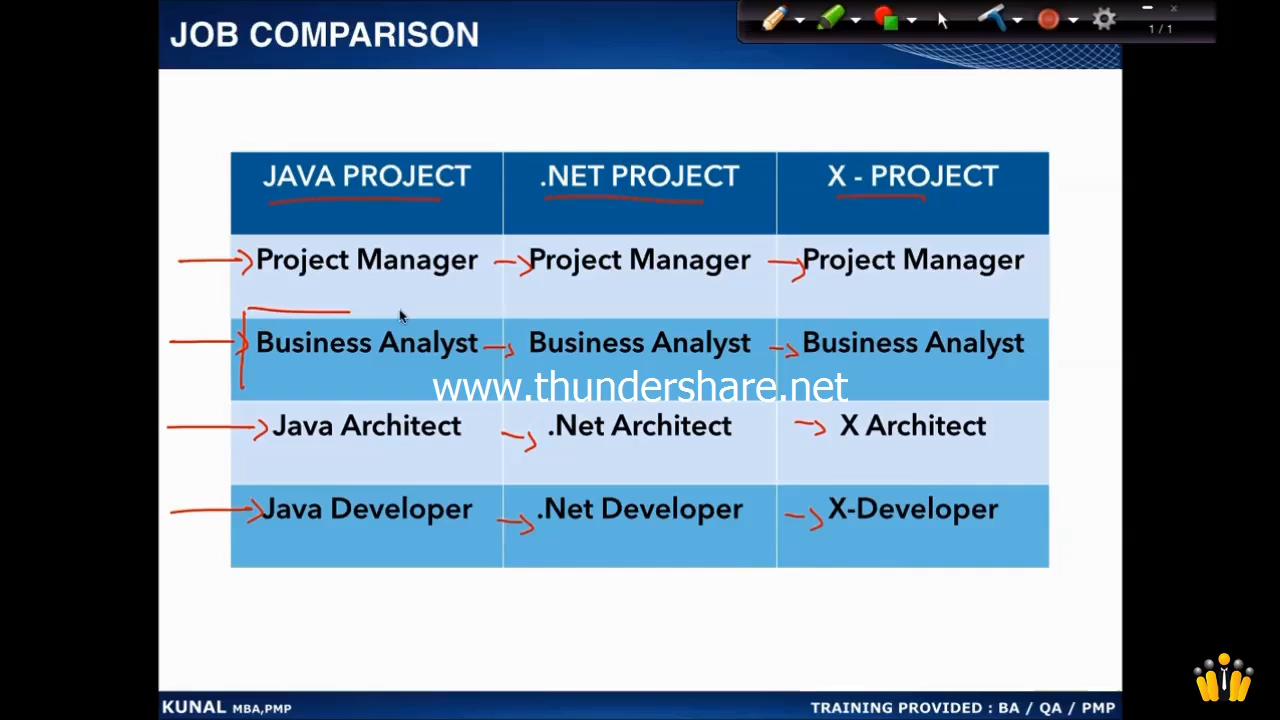 JOB COMPARISON
1 / 1
JAVA PROJECT .NET PROJECT X - PROJECT
Project Manager Project Manager Project Manager
Business Analyst Business Analyst Business Analyst
www.thundershare.net
Java Architect .Net Architect X Architect
Java Developer .Net Developer X-Developer
KUNAL MBA,PMP TRAINING PROVIDED : BA / QA / PMP